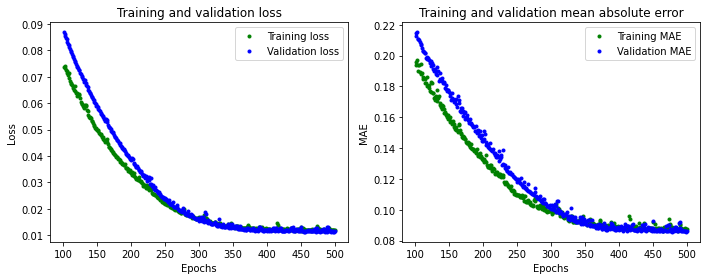 Training and validation loss
Training loss
Validation loss
0.09
0.08
0.07
0.06
0.05
0.04
0.03
0.02
0.01
Loss
100 150 200 250 300 350 400 450 500
Epochs
Training and validation mean absolute error
Training MAE
Validation MAE
0.22
0.20
0.18
0.16
0.14
0.12
0.10
0.08
MAE
100 150 200 250 300 350 400 450 500
Epochs